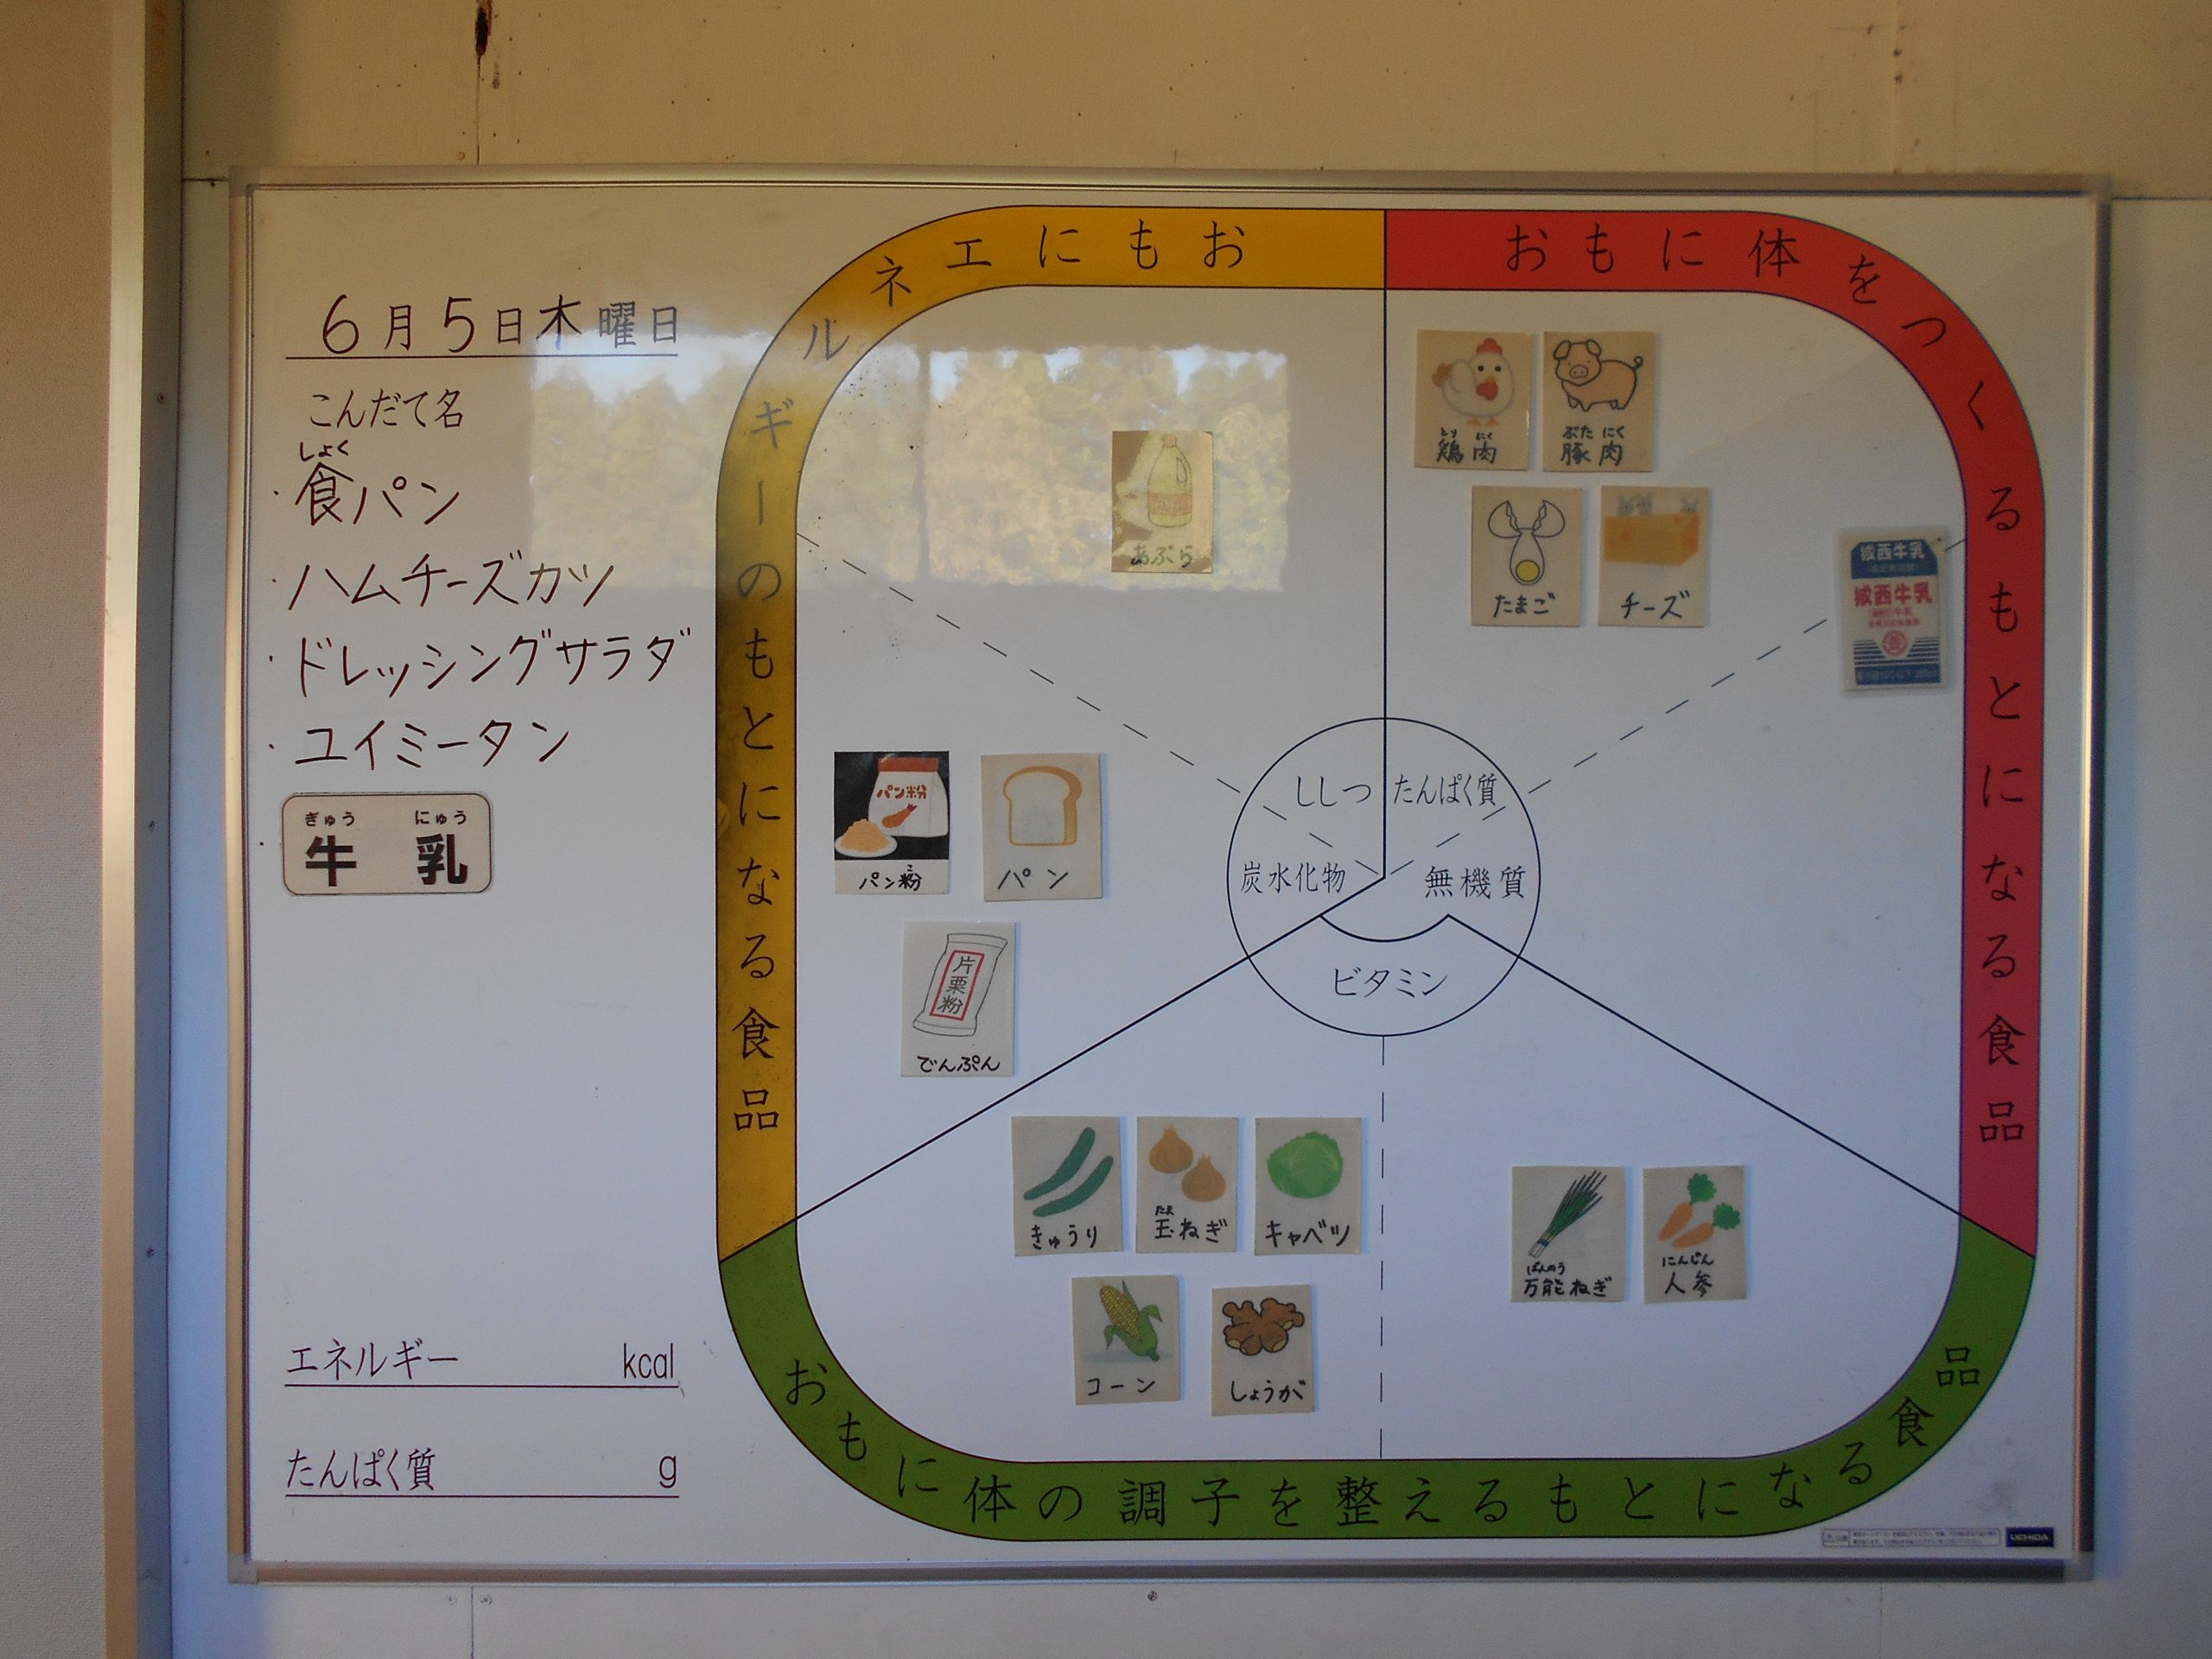 6月5日木曜日
こんだて名
しょく
・食パン
・ハムチーズカツ
・ドレッシングサラダ
・ユイミータン
ぎゅう にゅう
牛乳
エネルギー kcal
たんぱく質 g
おもにエネルギーのもとになる食品
おもに体をつくるもとになる食品
おもに体の調子を整えるもとになる食品
ししつ
たんぱく質
炭水化物
無機質
ビタミン
あぶら
パン粉
こ
パン粉
パン
片栗粉
でんぷん
とり にく
鶏肉
ぶた にく
豚肉
たまご
チーズ
城西牛乳
城西牛乳
きゅうり
たま
玉ねぎ
キャベツ
コーン
しょうが
ばんのう
万能ねぎ
にんじん
人参
UCHIDA